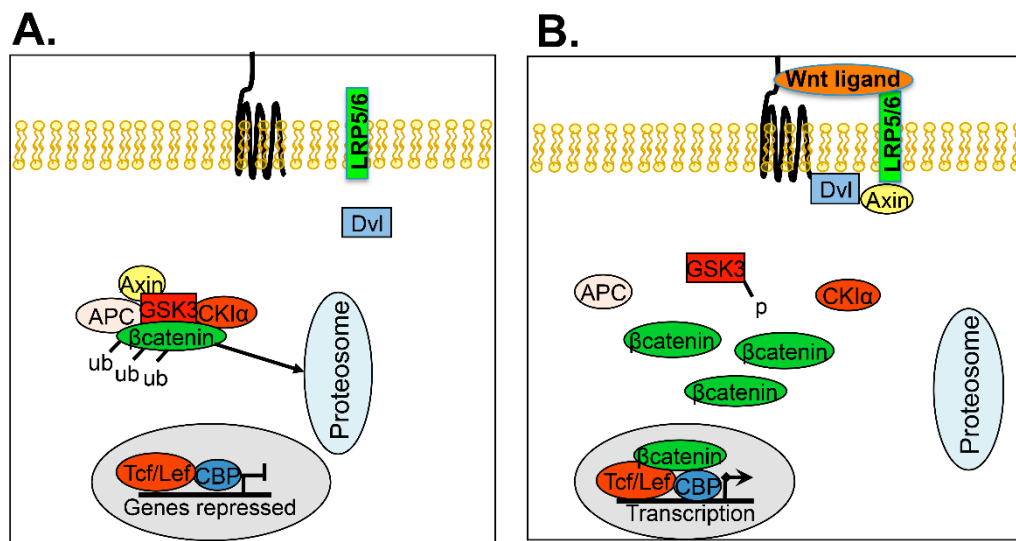 A.
LRP5/6
Dvl
Axin
GSK3
CKIα
APC
βcatenin
ub
ub
ub
Proteosome
Tcf/Lef
CBP
Genes repressed
B.
Wnt ligand
LRP5/6
Dvl
Axin
GSK3
p
APC
CKIα
βcatenin
βcatenin
βcatenin
Proteosome
βcatenin
Tcf/Lef
CBP
Transcription